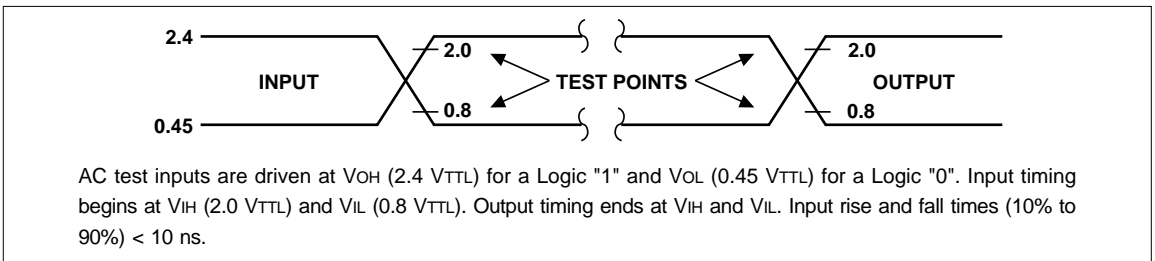 2.4
2.0
2.0
INPUT
TEST POINTS
OUTPUT
0.8
0.8
0.45
AC test inputs are driven at VOH (2.4 VTTL) for a Logic "1" and VOL (0.45 VTTL) for a Logic "0". Input timing
begins at VIH (2.0 VTTL) and VIL (0.8 VTTL). Output timing ends at VIH and VIL. Input rise and fall times (10% to
90%) < 10 ns.